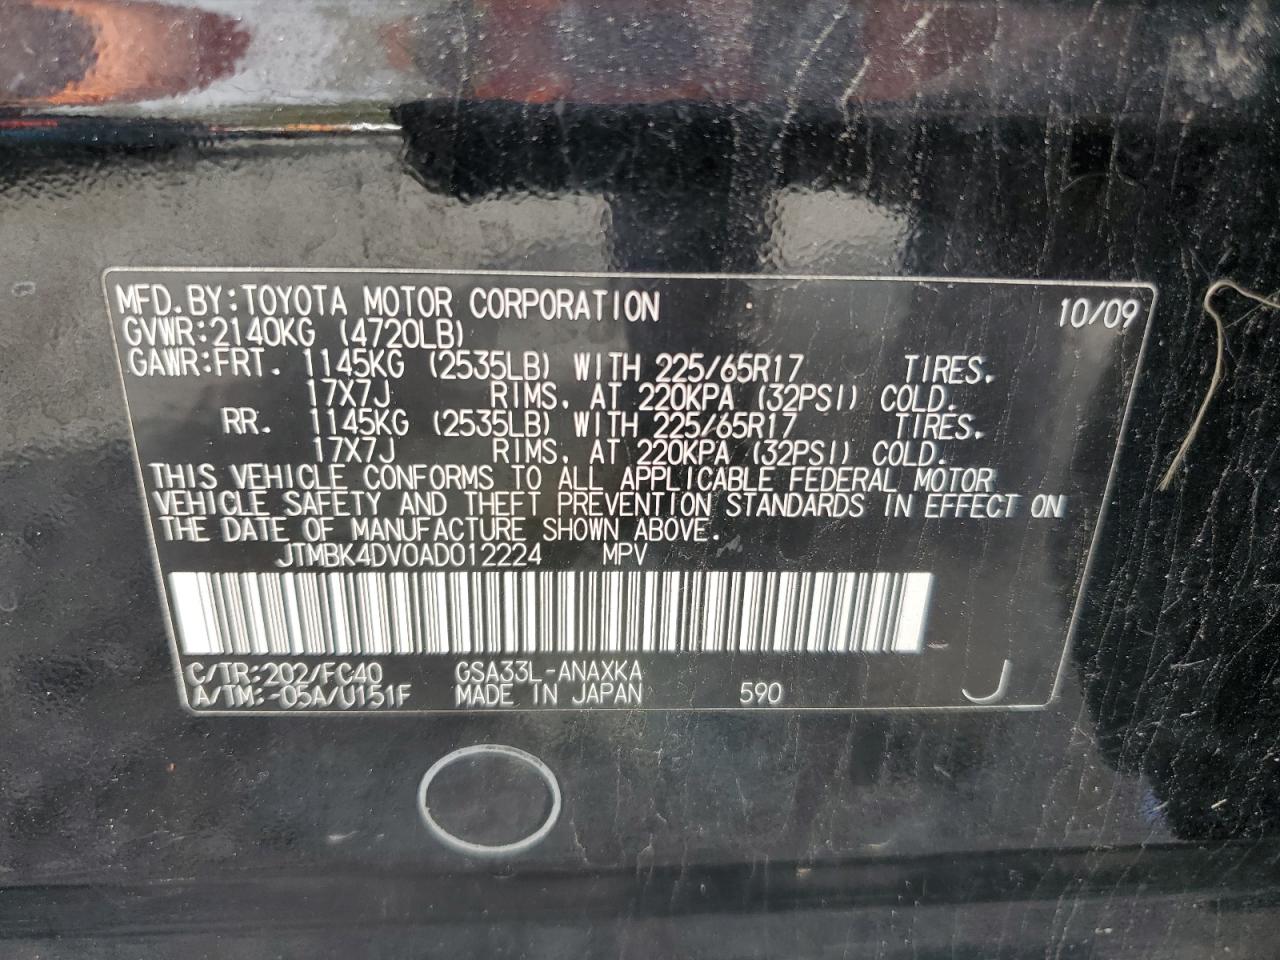 MFD.BY:TOYOTA MOTOR CORPORATION 10/09
GVWR:2140KG (4720LB)
GAWR:FRT. 1145KG (2535LB) WITH 225/65R17 TIRES,
17X7J RIMS, AT 220KPA (32PSI) COLD.
RR. 1145KG (2535LB) WITH 225/65R17 TIRES,
17X7J RIMS, AT 220KPA (32PSI) COLD.
THIS VEHICLE CONFORMS TO ALL APPLICABLE FEDERAL MOTOR
VEHICLE SAFETY AND THEFT PREVENTION STANDARDS IN EFFECT ON
THE DATE OF MANUFACTURE SHOWN ABOVE.
JTMBK4DV0AD012224 MPV
C/TR:202/FC40 GSA33L-ANAXKA
A/TM:-05A/U151F MADE IN JAPAN 590 J